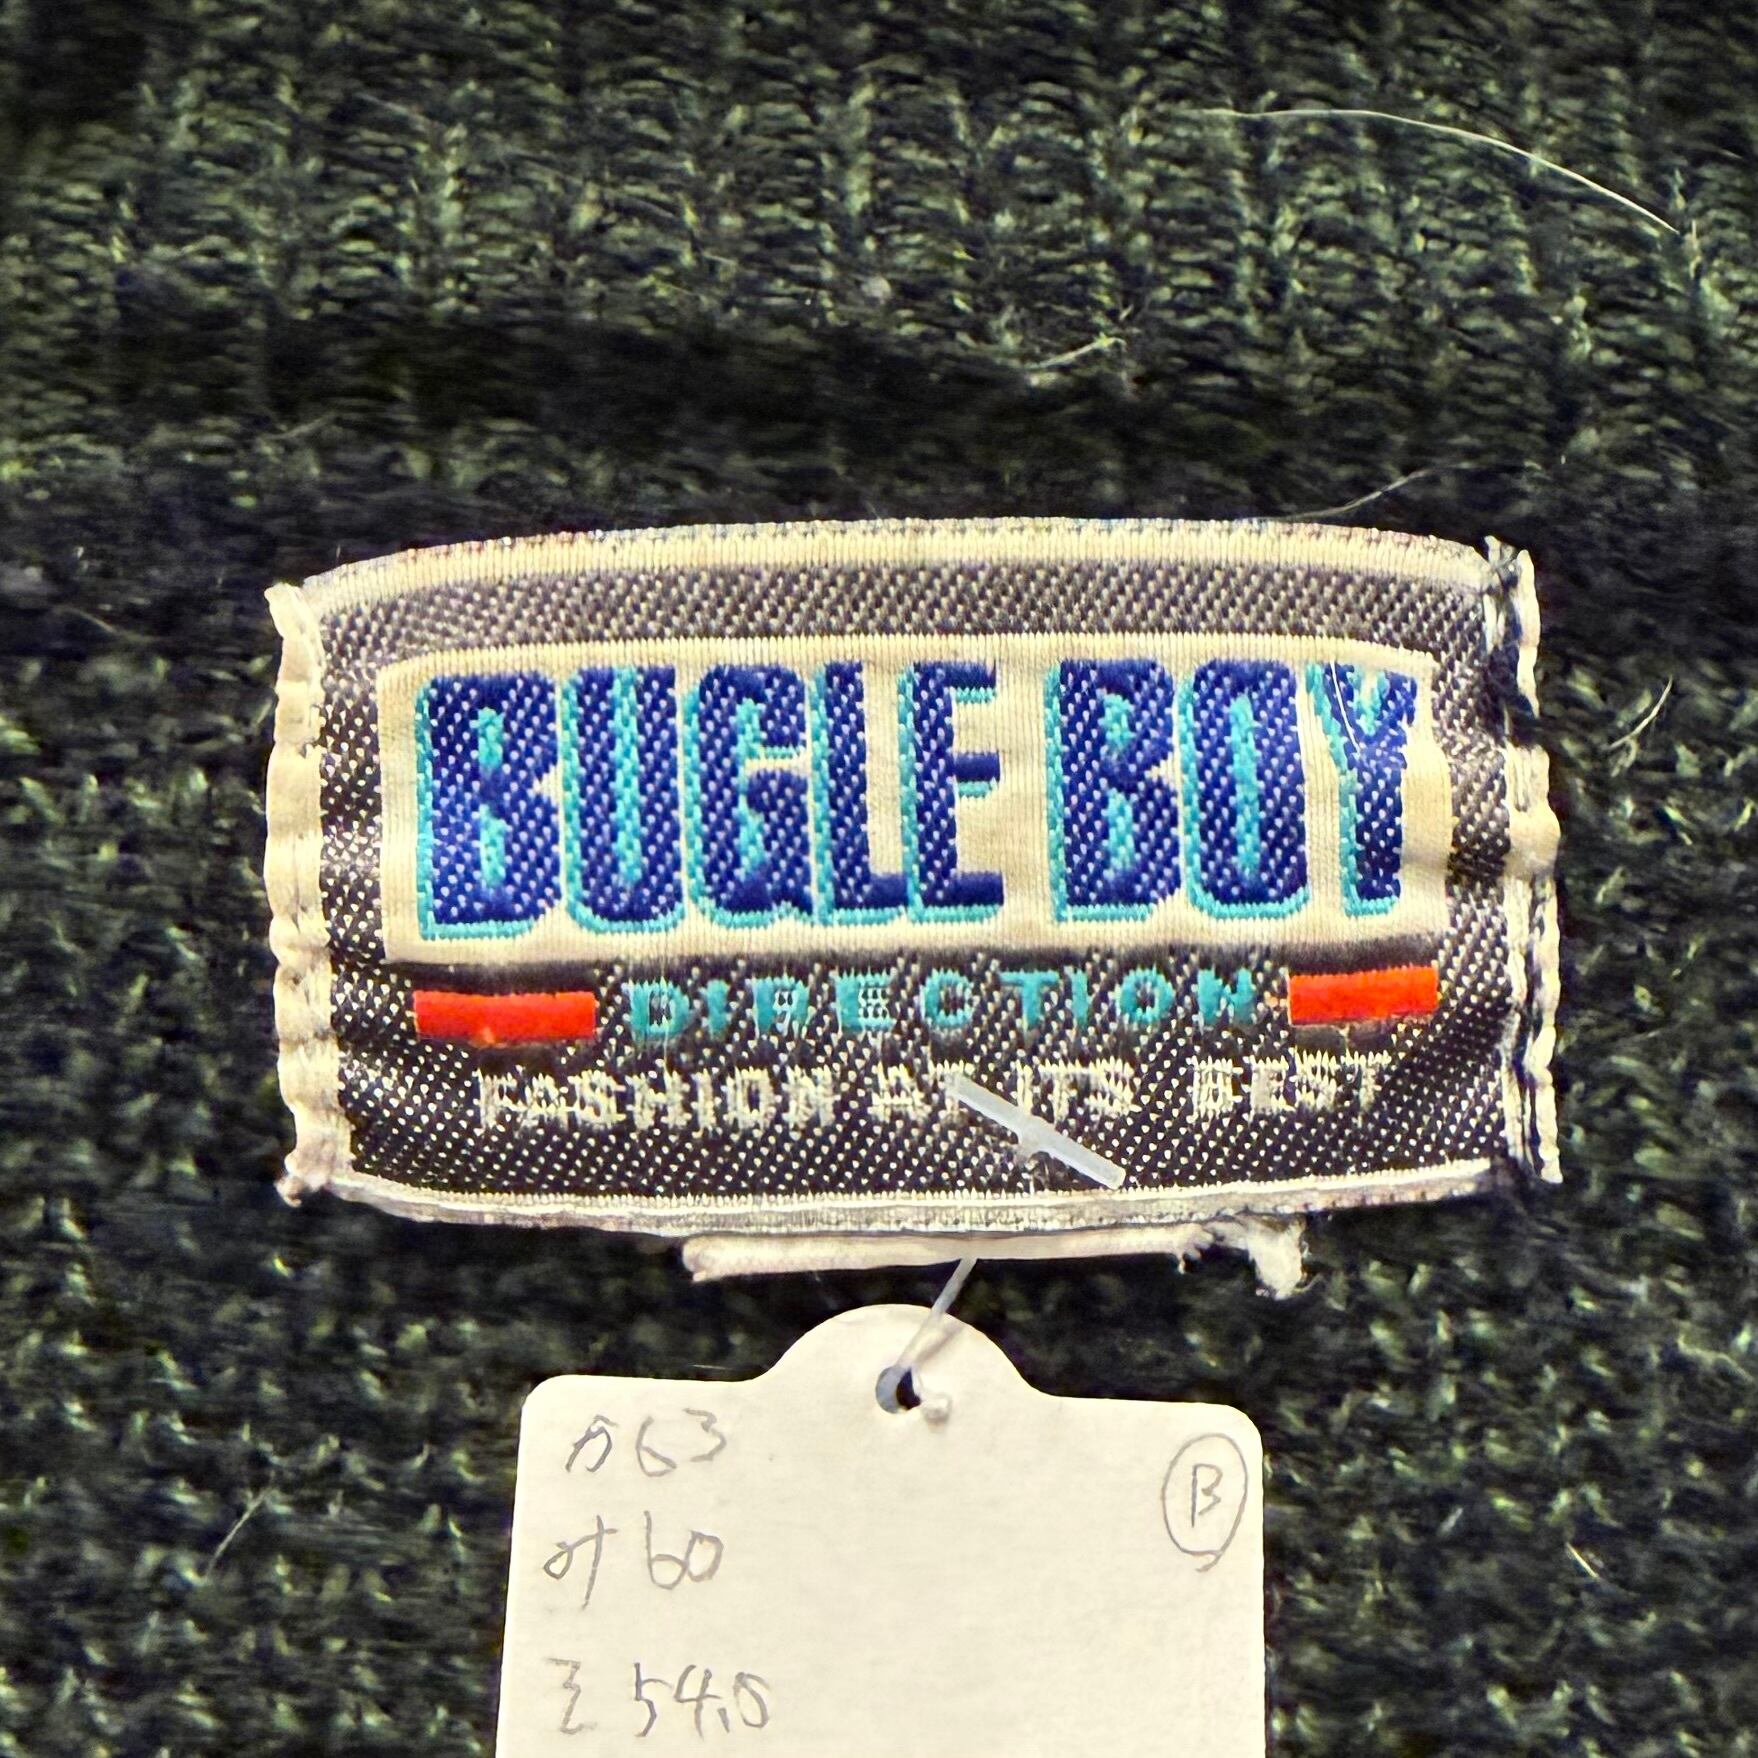 BUGLE BOY
DIRECTION
FASHION AT ITS BEST
B
63
60
54.0